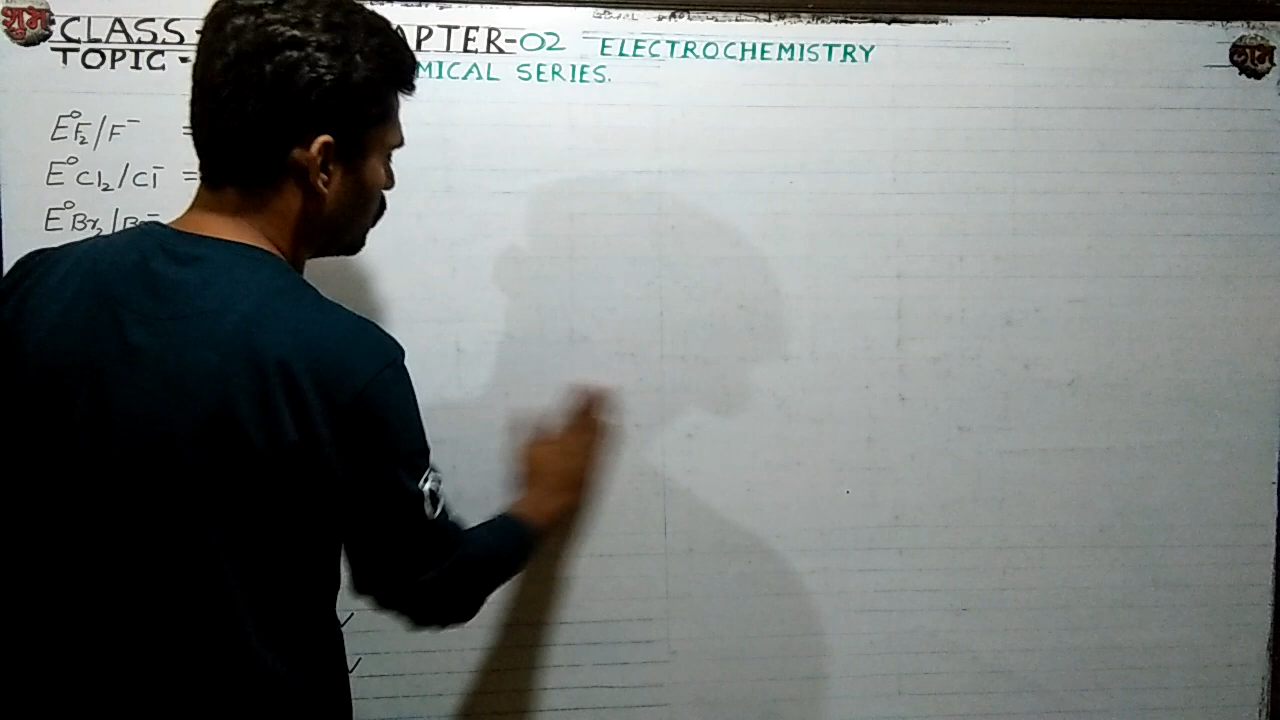 शुभ CLASS - APTER-02 ELECTROCHEMISTRY लाभ
TOPIC - MICAL SERIES.
E°F₂/F⁻ =
E°Cl₂/Cl⁻ =
E°Br₂/Br⁻